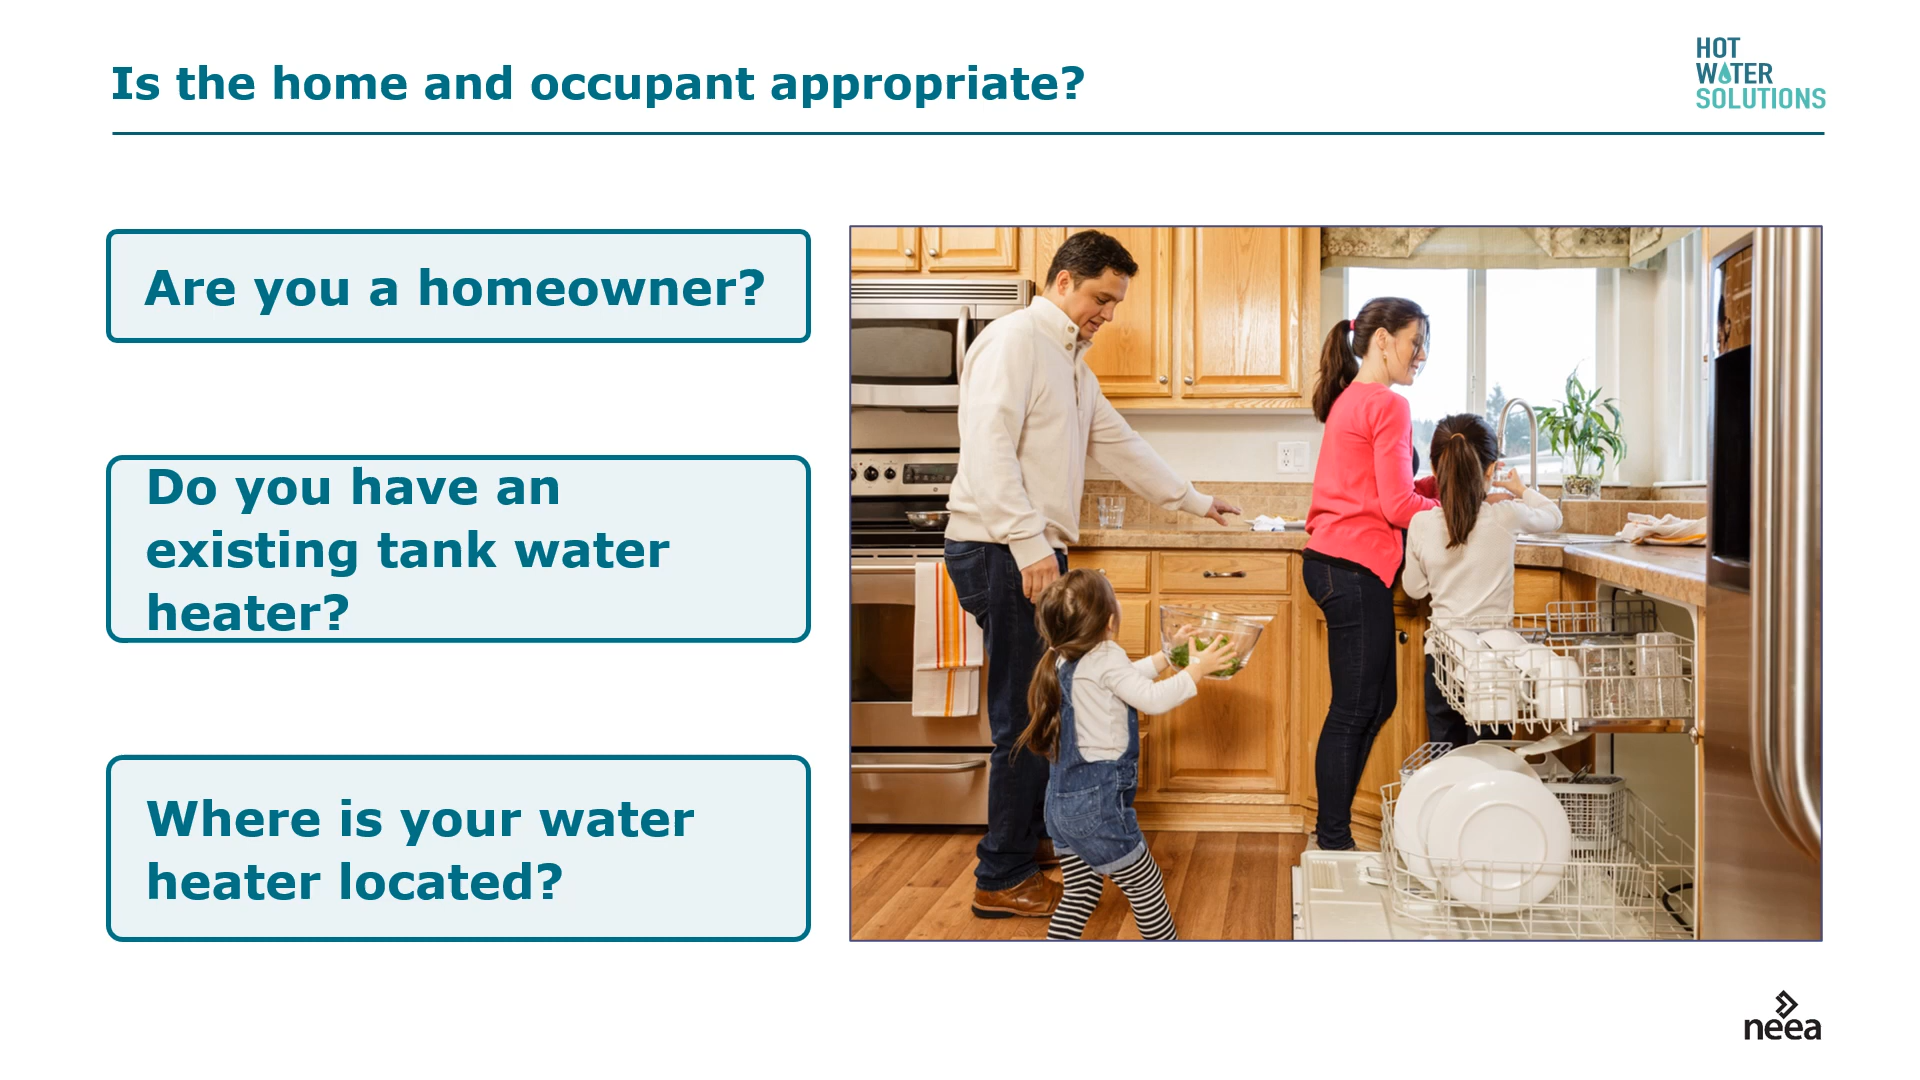 Is the home and occupant appropriate?
HOT
WATER
SOLUTIONS
Are you a homeowner?
Do you have an
existing tank water
heater?
Where is your water
heater located?
neea